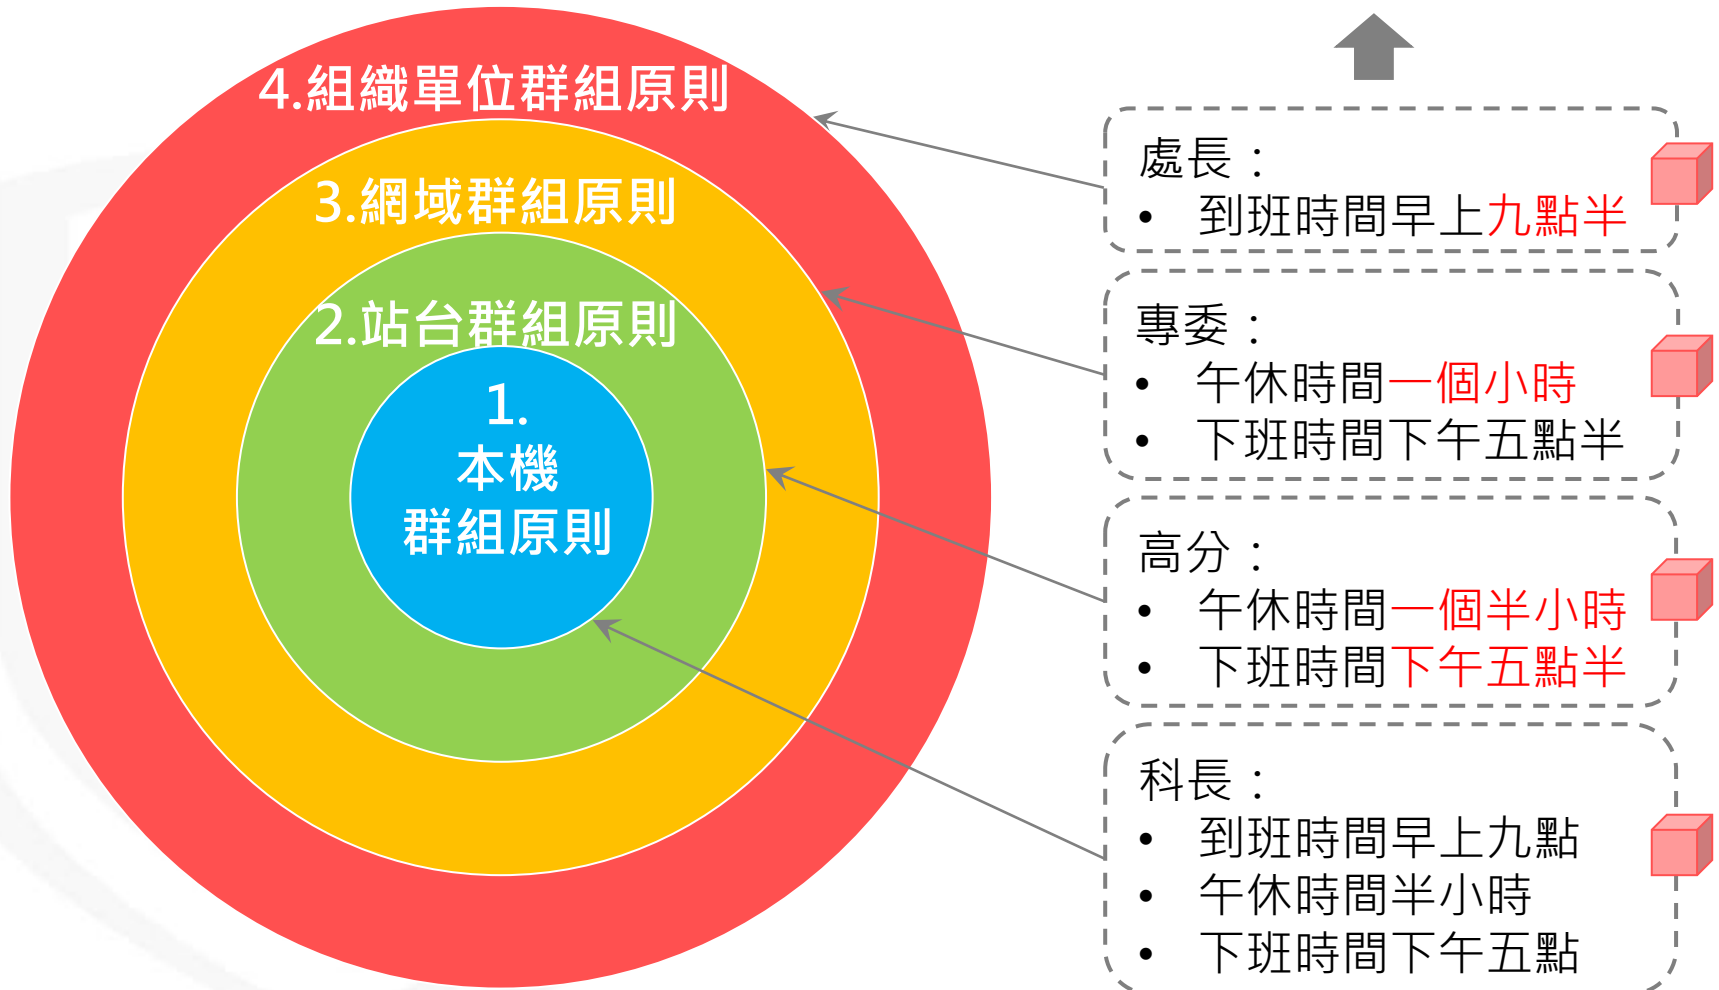 4.組織單位群組原則
3.網域群組原則
2.站台群組原則
1.
本機
群組原則
處長：
• 到班時間早上九點半
專委：
• 午休時間一個小時
• 下班時間下午五點半
高分：
• 午休時間一個半小時
• 下班時間下午五點半
科長：
• 到班時間早上九點
• 午休時間半小時
• 下班時間下午五點